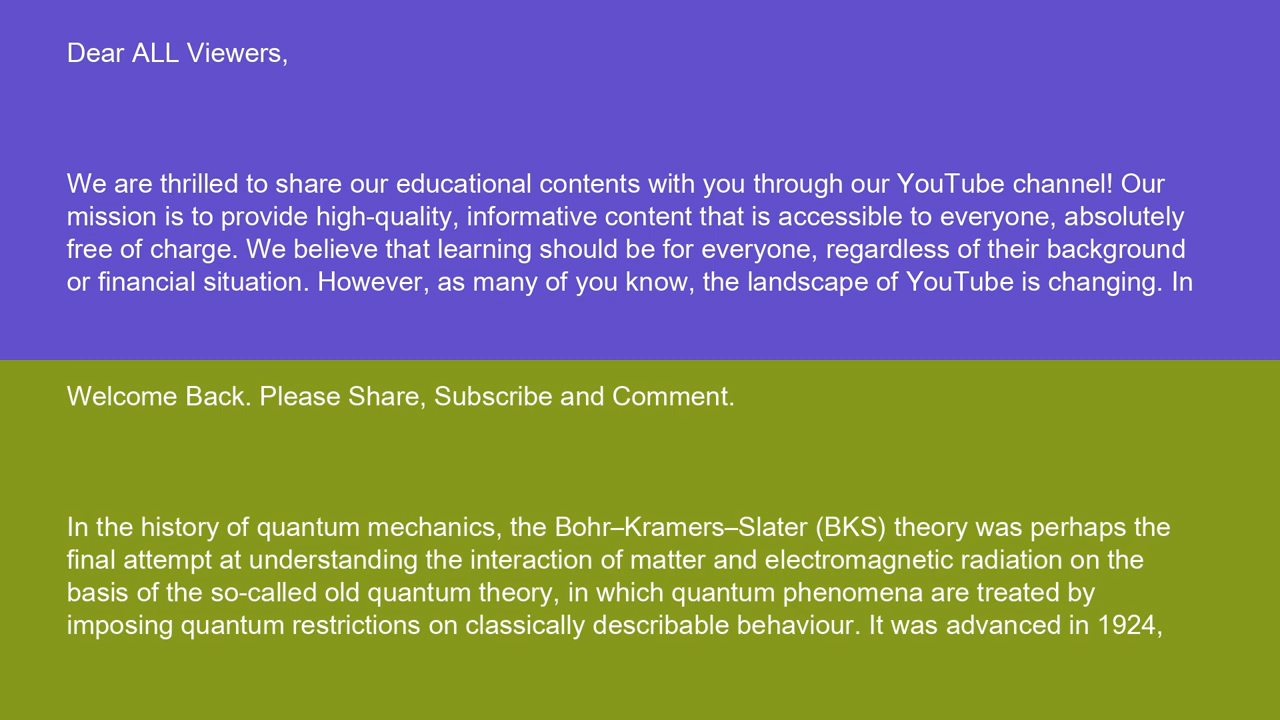 Dear ALL Viewers,
We are thrilled to share our educational contents with you through our YouTube channel! Our
mission is to provide high-quality, informative content that is accessible to everyone, absolutely
free of charge. We believe that learning should be for everyone, regardless of their background
or financial situation. However, as many of you know, the landscape of YouTube is changing. In
Welcome Back. Please Share, Subscribe and Comment.
In the history of quantum mechanics, the Bohr–Kramers–Slater (BKS) theory was perhaps the
final attempt at understanding the interaction of matter and electromagnetic radiation on the
basis of the so-called old quantum theory, in which quantum phenomena are treated by
imposing quantum restrictions on classically describable behaviour. It was advanced in 1924,